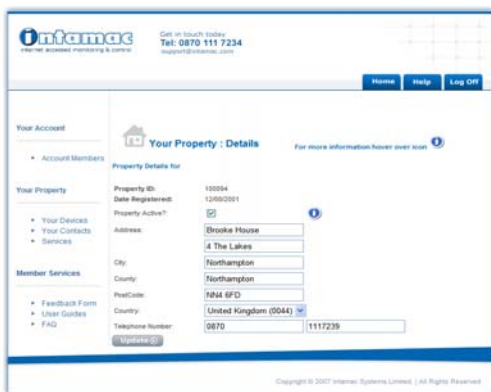 intamac
internet accessed monitoring & control
Get in touch today
Tel: 0870 111 7234
support@intamac.com
Home Help Log Off
Your Account
Account Members
Your Property
Your Devices
Your Contacts
Services
Member Services
Feedback Form
User Guides
FAQ
Your Property : Details
For more information hover over icon
Property Details for
Property ID: 100094
Date Registered: 12/08/2001
Property Active?:
Address: Brooke House
4 The Lakes
City: Northampton
County: Northampton
PostCode: NN4 6FD
Country: United Kingdom (0044)
Telephone Number: 0870 1117239
Update
Copyright © 2007 Intamac Systems Limited. | All Rights Reserved